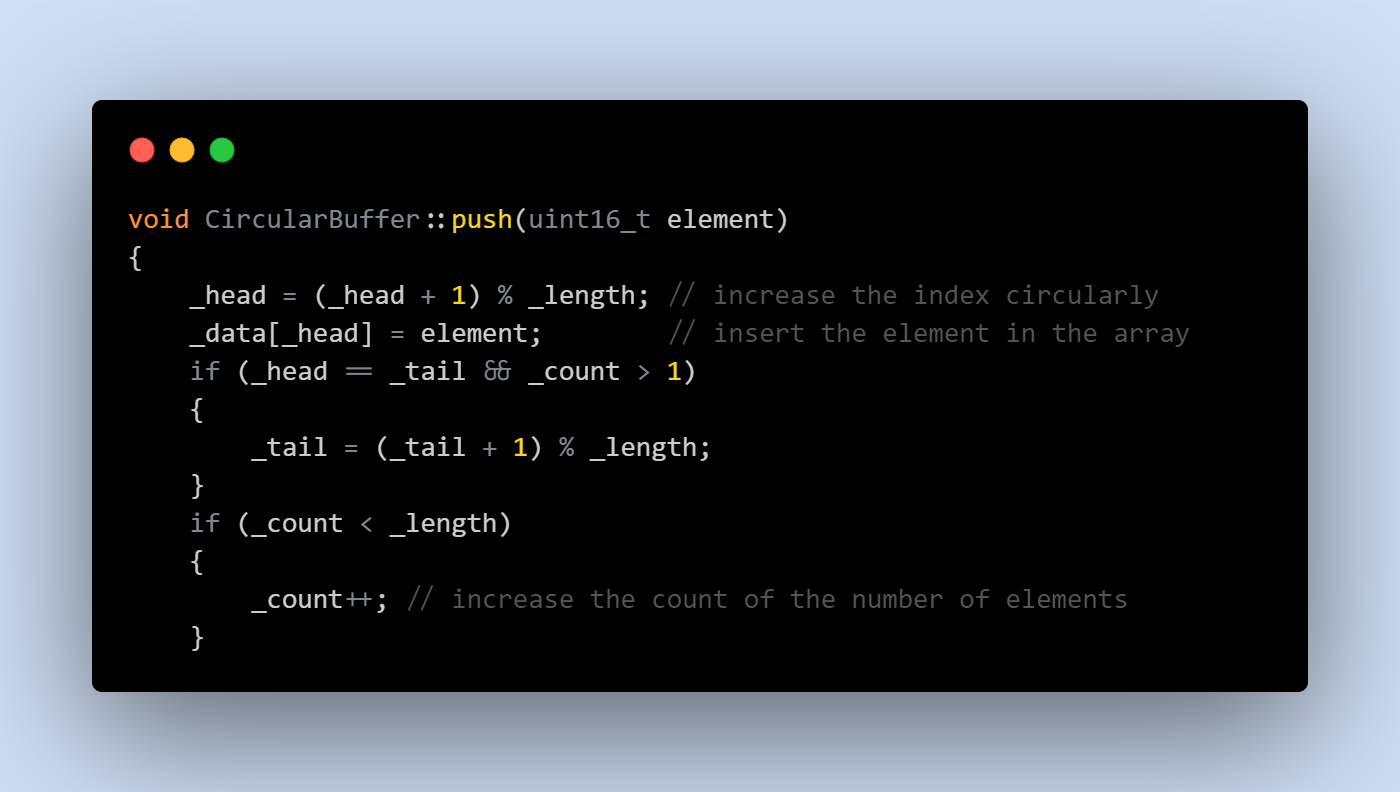 void CircularBuffer::push(uint16_t element)
{
    _head = (_head + 1) % _length; // increase the index circularly
    _data[_head] = element;        // insert the element in the array
    if (_head == _tail && _count > 1)
    {
        _tail = (_tail + 1) % _length;
    }
    if (_count < _length)
    {
        _count++; // increase the count of the number of elements
    }